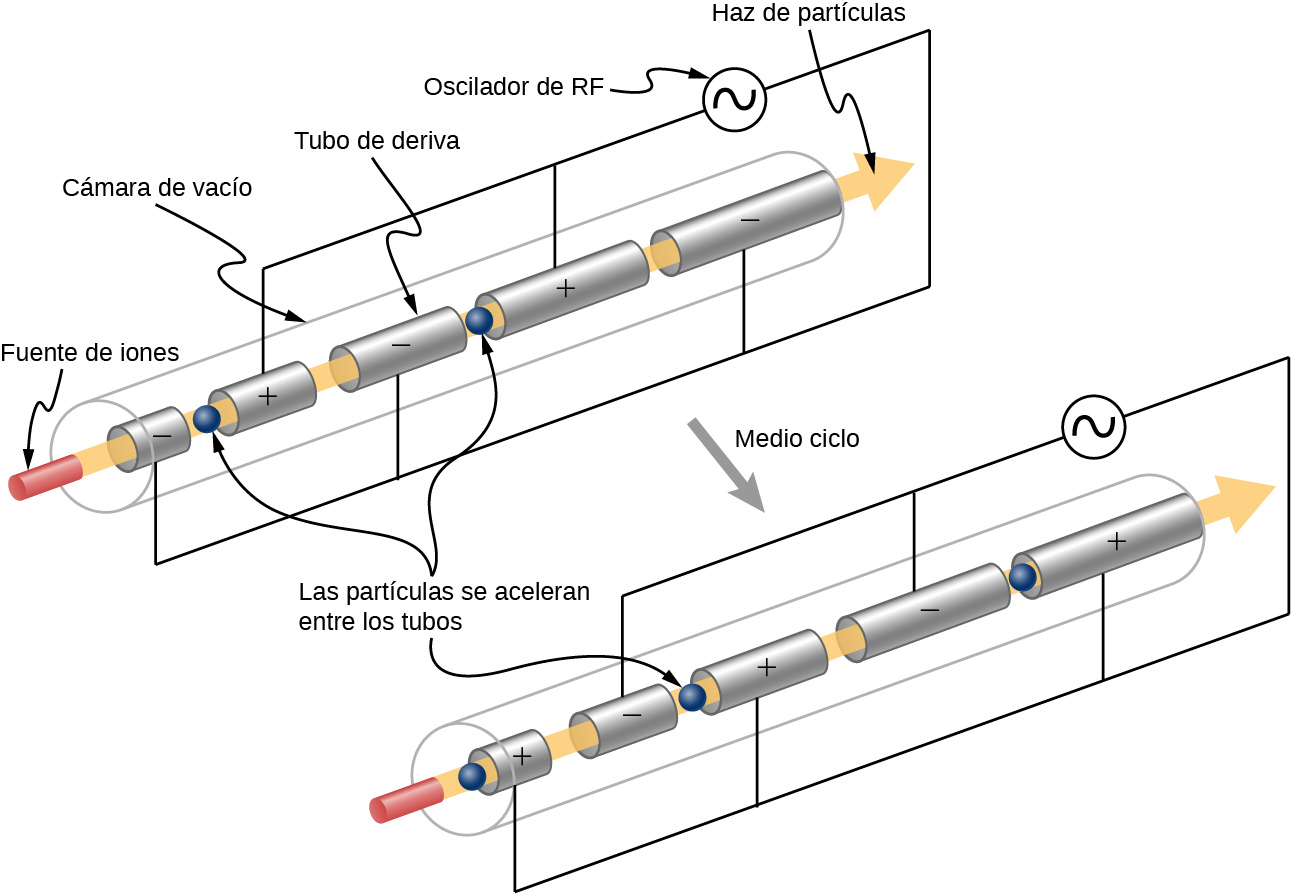 Haz de partículas
Oscilador de RF
Tubo de deriva
Cámara de vacío
Fuente de iones
−
+
−
+
−
Medio ciclo
Las partículas se aceleran
entre los tubos
+
−
+
−
+